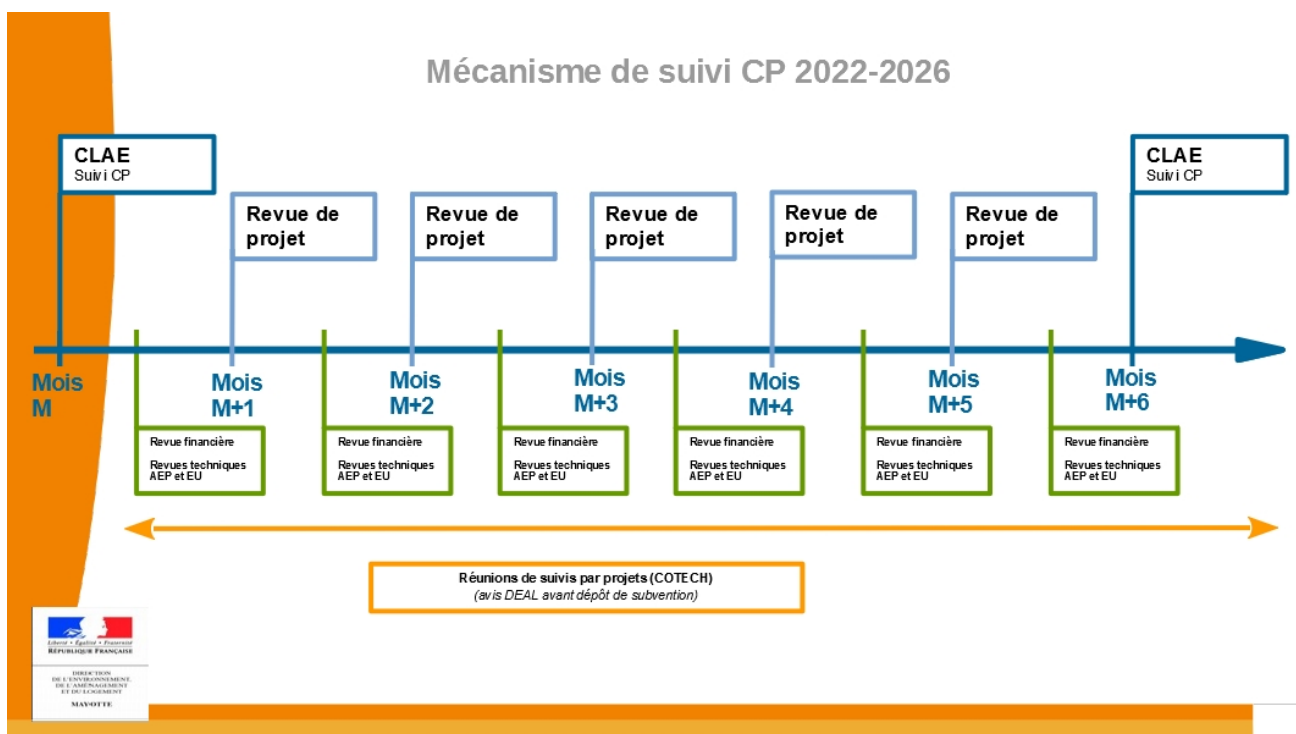 Mécanisme de suivi CP 2022-2026
CLAE
Suivi CP
CLAE
Suivi CP
Revue de
projet
Revue de
projet
Revue de
projet
Revue de
projet
Revue de
projet
Mois
M
Mois
M+1
Mois
M+2
Mois
M+3
Mois
M+4
Mois
M+5
Mois
M+6
Revue financière
Revues techniques
AEP et EU
Revue financière
Revues techniques
AEP et EU
Revue financière
Revues techniques
AEP et EU
Revue financière
Revues techniques
AEP et EU
Revue financière
Revues techniques
AEP et EU
Revue financière
Revues techniques
AEP et EU
Réunions de suivis par projets (COTECH)
(avis DEAL avant dépôt de subvention)
Liberté • Égalité • Fraternité
RÉPUBLIQUE FRANÇAISE
DIRECTION
DE L'ENVIRONNEMENT,
DE L'AMÉNAGEMENT
ET DU LOGEMENT
MAYOTTE